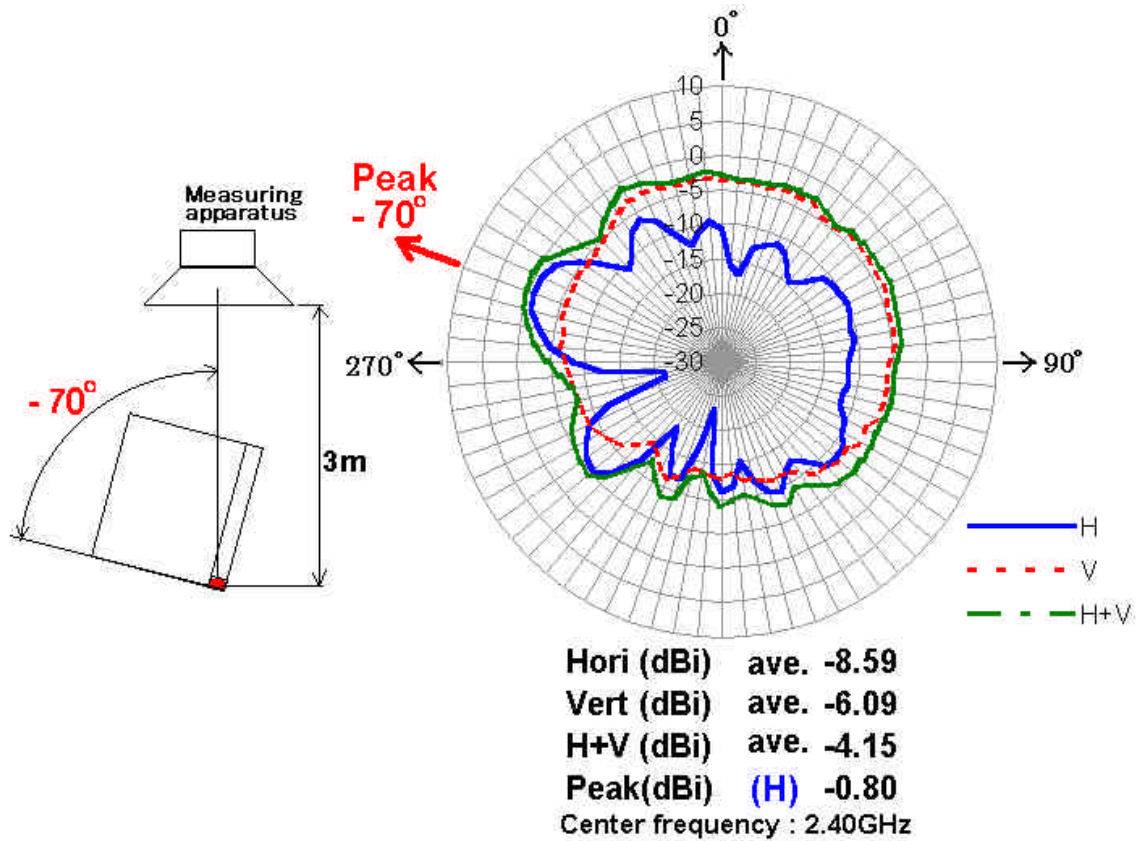 0°
10
5
0
-5
-10
-15
-20
-25
-30
Peak
- 70°
Measuring
apparatus
270°
90°
- 70°
3m
H
V
H+V
Hori (dBi) ave. -8.59
Vert (dBi) ave. -6.09
H+V (dBi) ave. -4.15
Peak(dBi) (H) -0.80
Center frequency : 2.40GHz